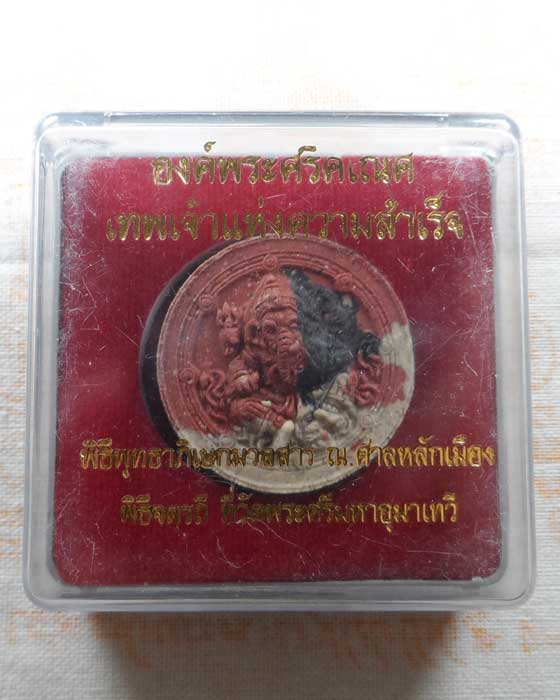 องค์พระศรีคเณศ
เทพเจ้าแห่งความสำเร็จ
พิธีพุทธาภิเษกมวลสาร ณ.ศาลหลักเมือง
พิธีจตุรถี ที่วัดพระศรีมหาอุมาเทวี